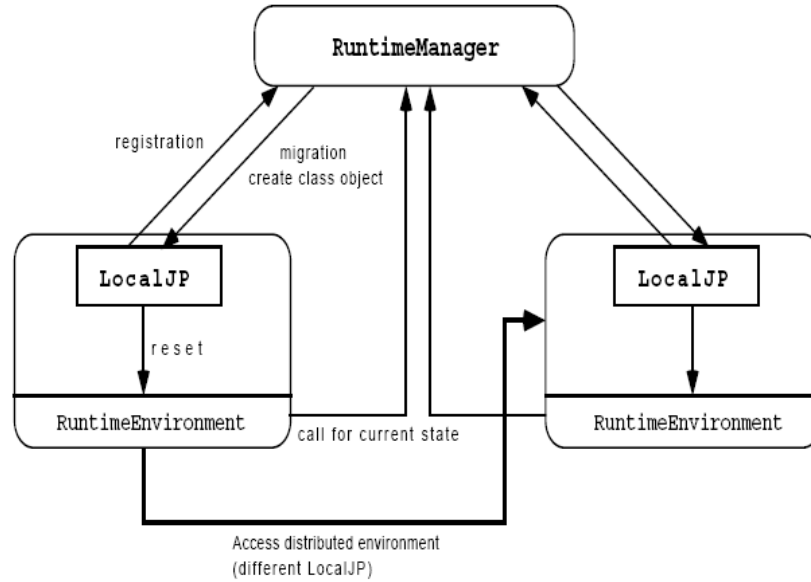 RuntimeManager
registration
migration
create class object
LocalJP
LocalJP
reset
RuntimeEnvironment
RuntimeEnvironment
call for current state
Access distributed environment
(different LocalJP)